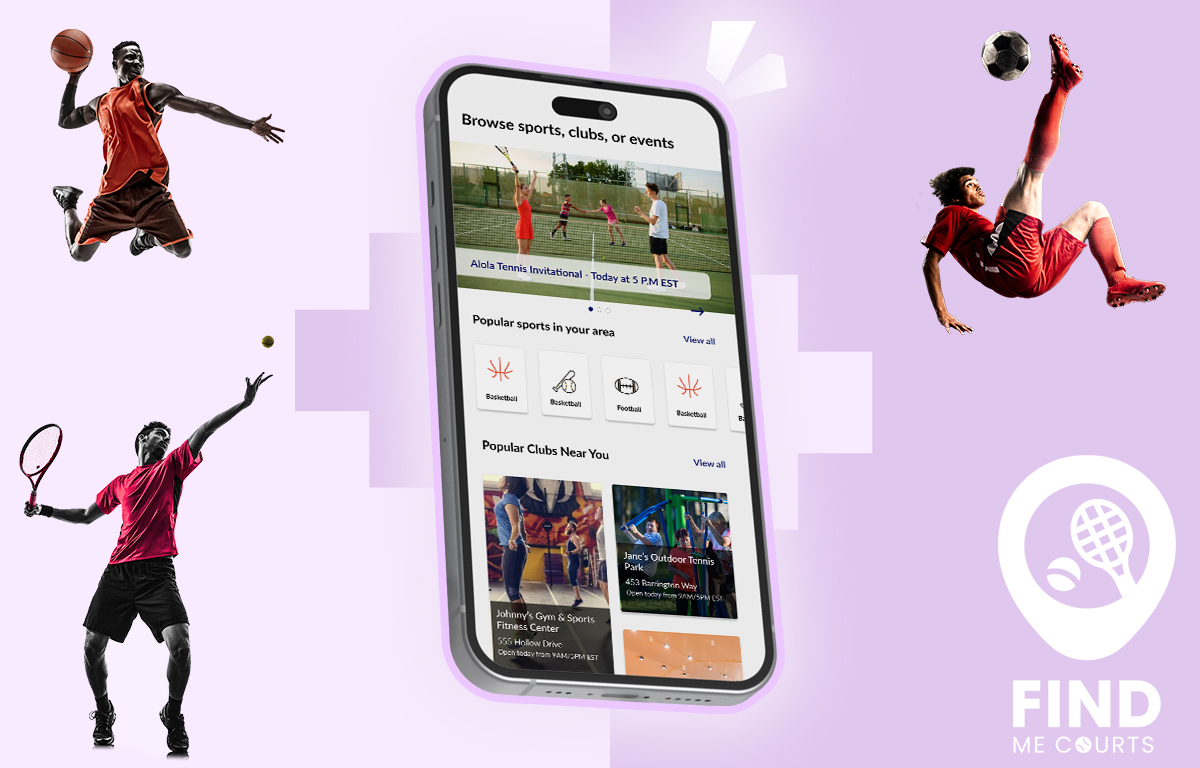 Browse sports, clubs, or events
Alola Tennis Invitational - Today at 5 P.M EST
Popular sports in your area
View all
Basketball
Basketball
Football
Basketball
Ba
Popular Clubs Near You
View all
Johnny's Gym & Sports
Fitness Center
555 Hollow Drive
Open today from 9AM/5PM EST
Jane's Outdoor Tennis
Park
453 Barrington Way
Open today from 9AM/5PM EST
FIND
ME COURTS